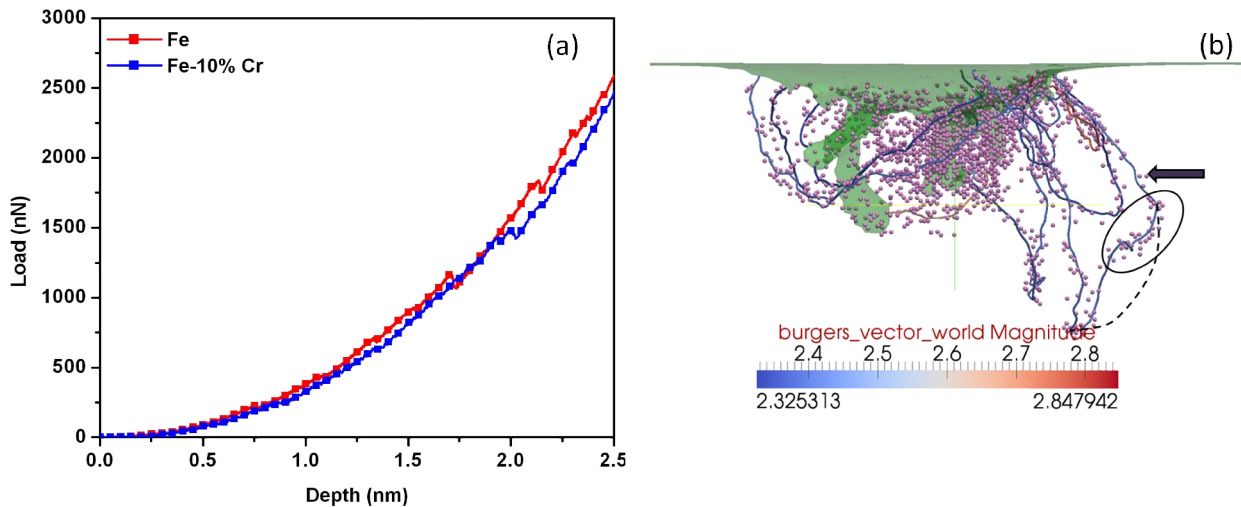 3000
2500
2000
1500
1000
500
0
Load (nN)
Fe
Fe-10% Cr
(a)
0.0 0.5 1.0 1.5 2.0 2.5
Depth (nm)
(b)
burgers_vector_world Magnitude
2.4 2.5 2.6 2.7 2.8
2.325313 2.847942